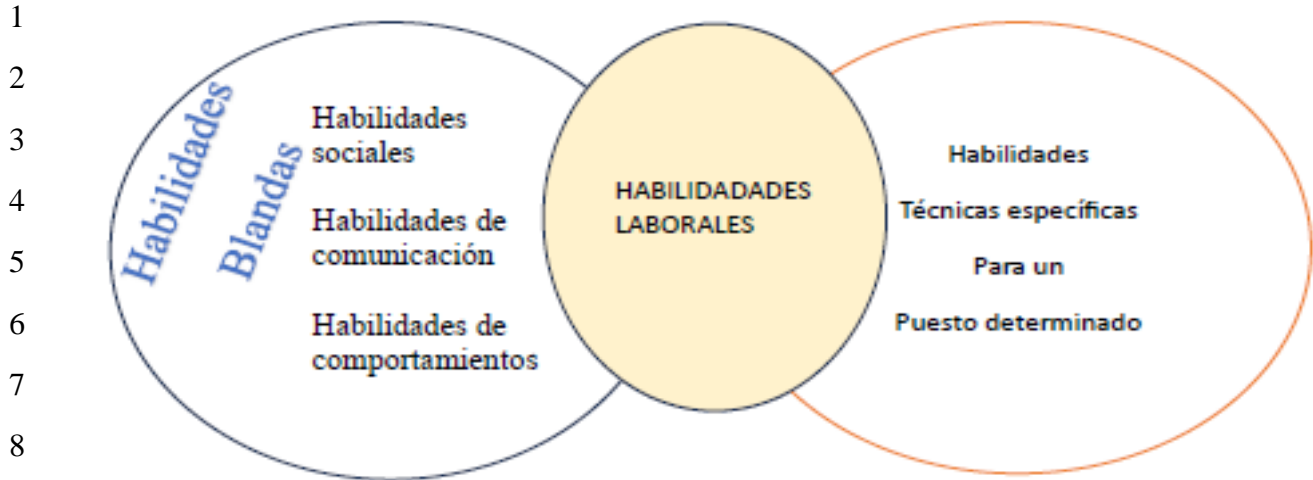 1
2
3
4
5
6
7
8
Habilidades
Blandas
Habilidades
sociales
Habilidades de
comunicación
Habilidades de
comportamientos
HABILIDADADES
LABORALES
Habilidades
Técnicas específicas
Para un
Puesto determinado